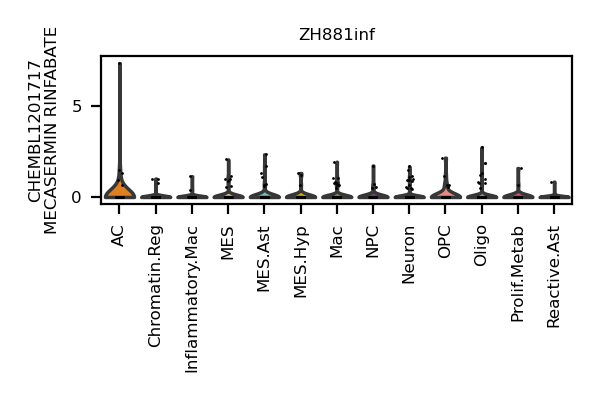 ZH881inf
CHEMBL1201717
MECASERMIN RINFABATE
5
0
AC
Chromatin.Reg
Inflammatory.Mac
MES
MES.Ast
MES.Hyp
Mac
NPC
Neuron
OPC
Oligo
Prolif.Metab
Reactive.Ast